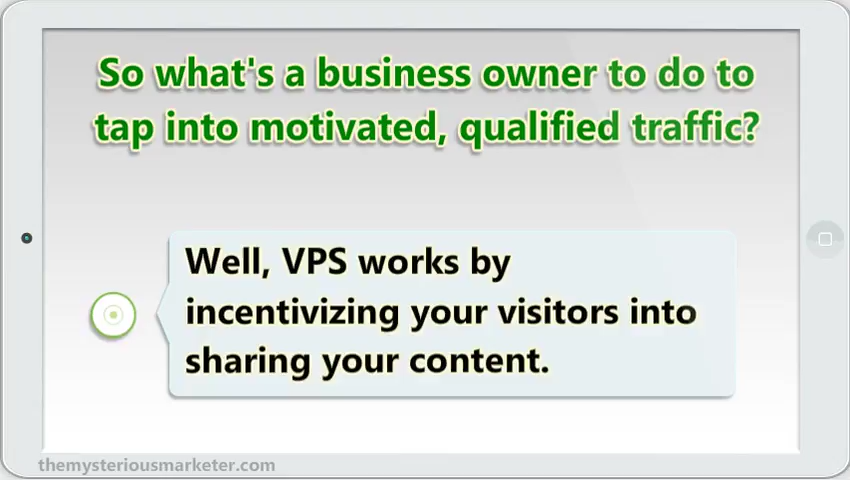 So what's a business owner to do to
tap into motivated, qualified traffic?
Well, VPS works by
incentivizing your visitors into
sharing your content.
themysteriousmarketer.com